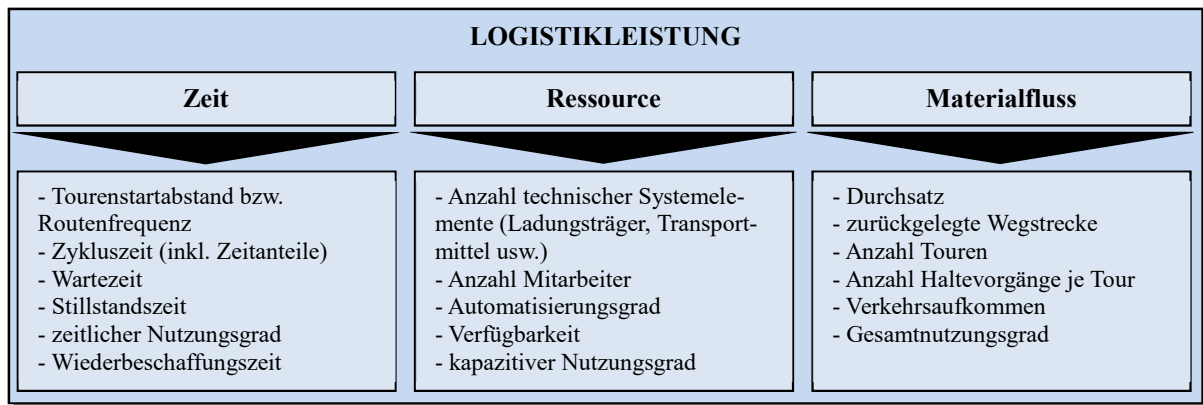 LOGISTIKLEISTUNG
Zeit
- Tourenstartabstand bzw.
Routenfrequenz
- Zykluszeit (inkl. Zeitanteile)
- Wartezeit
- Stillstandszeit
- zeitlicher Nutzungsgrad
- Wiederbeschaffungszeit
Ressource
- Anzahl technischer Systemele-
mente (Ladungsträger, Transport-
mittel usw.)
- Anzahl Mitarbeiter
- Automatisierungsgrad
- Verfügbarkeit
- kapazitiver Nutzungsgrad
Materialfluss
- Durchsatz
- zurückgelegte Wegstrecke
- Anzahl Touren
- Anzahl Haltevorgänge je Tour
- Verkehrsaufkommen
- Gesamtnutzungsgrad